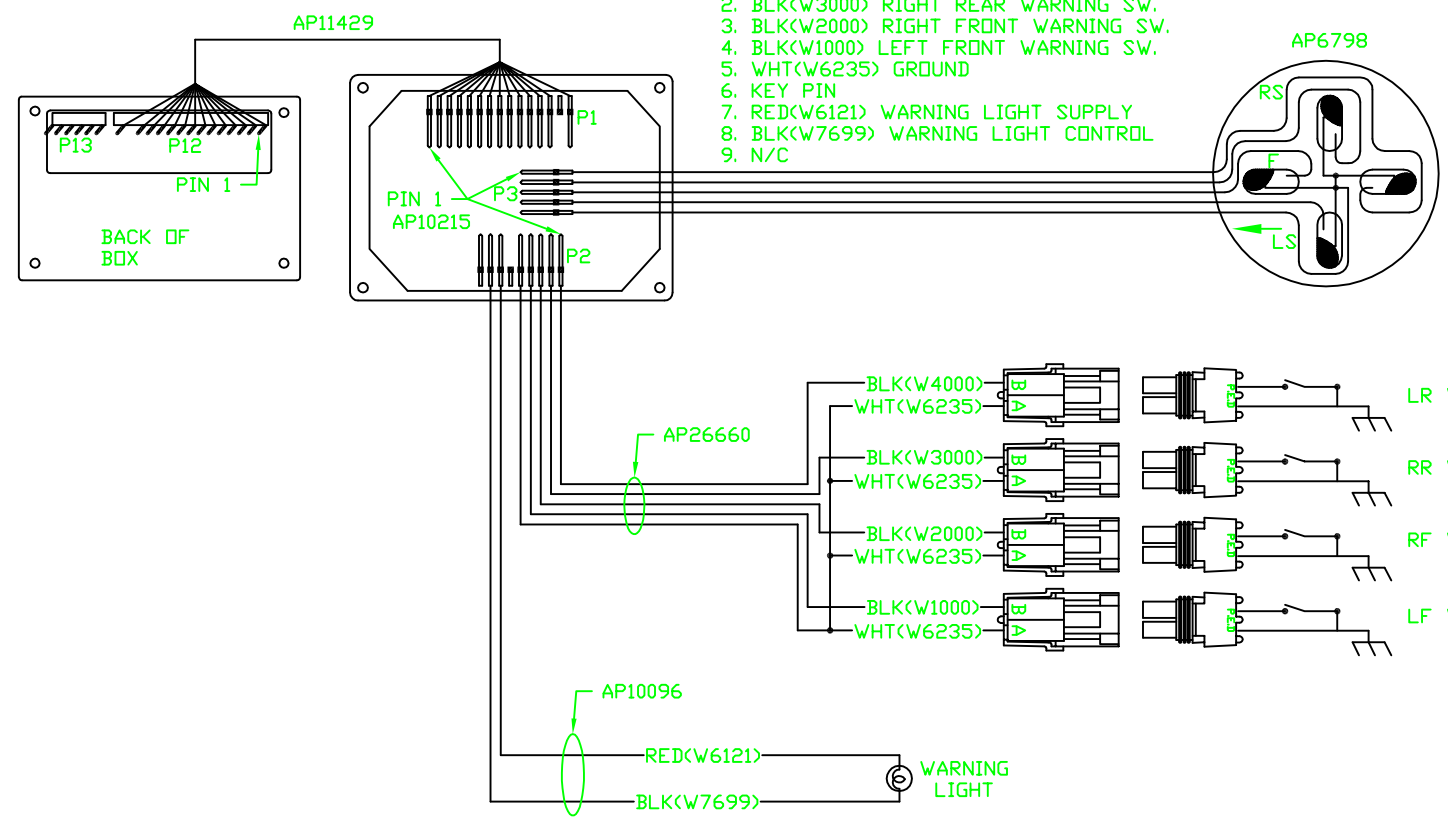 AP11429
2. BLK(W3000) RIGHT REAR WARNING SW.
3. BLK(W2000) RIGHT FRONT WARNING SW.
4. BLK(W1000) LEFT FRONT WARNING SW.
5. WHT(W6235) GROUND
6. KEY PIN
7. RED(W6121) WARNING LIGHT SUPPLY
8. BLK(W7699) WARNING LIGHT CONTROL
9. N/C
AP6798
RS
F
LS
P13
P12
PIN 1
BACK OF
BOX
P1
PIN 1
P3
AP10215
P2
BLK(W4000)
WHT(W6235)
B
A
P.E.D
LR
AP26660
BLK(W3000)
WHT(W6235)
B
A
P.E.D
RR
BLK(W2000)
WHT(W6235)
B
A
P.E.D
RF
BLK(W1000)
WHT(W6235)
B
A
P.E.D
LF
AP10096
RED(W6121)
BLK(W7699)
WARNING
LIGHT